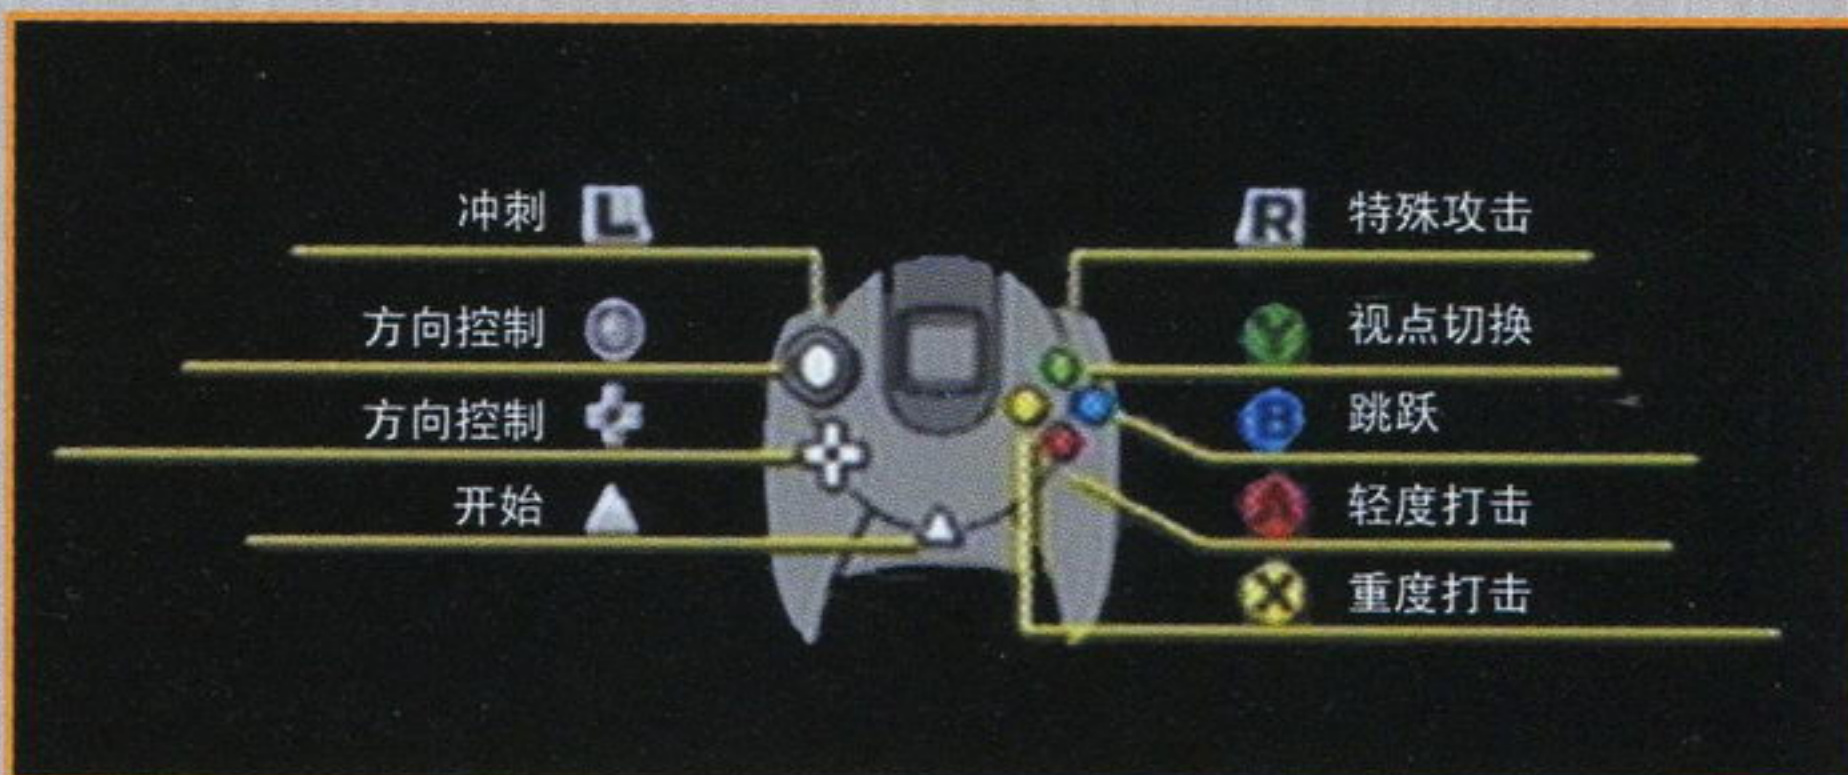 冲刺 L
方向控制
方向控制
开始
R 特殊攻击
Y 视点切换
B 跳跃
A 轻度打击
X 重度打击